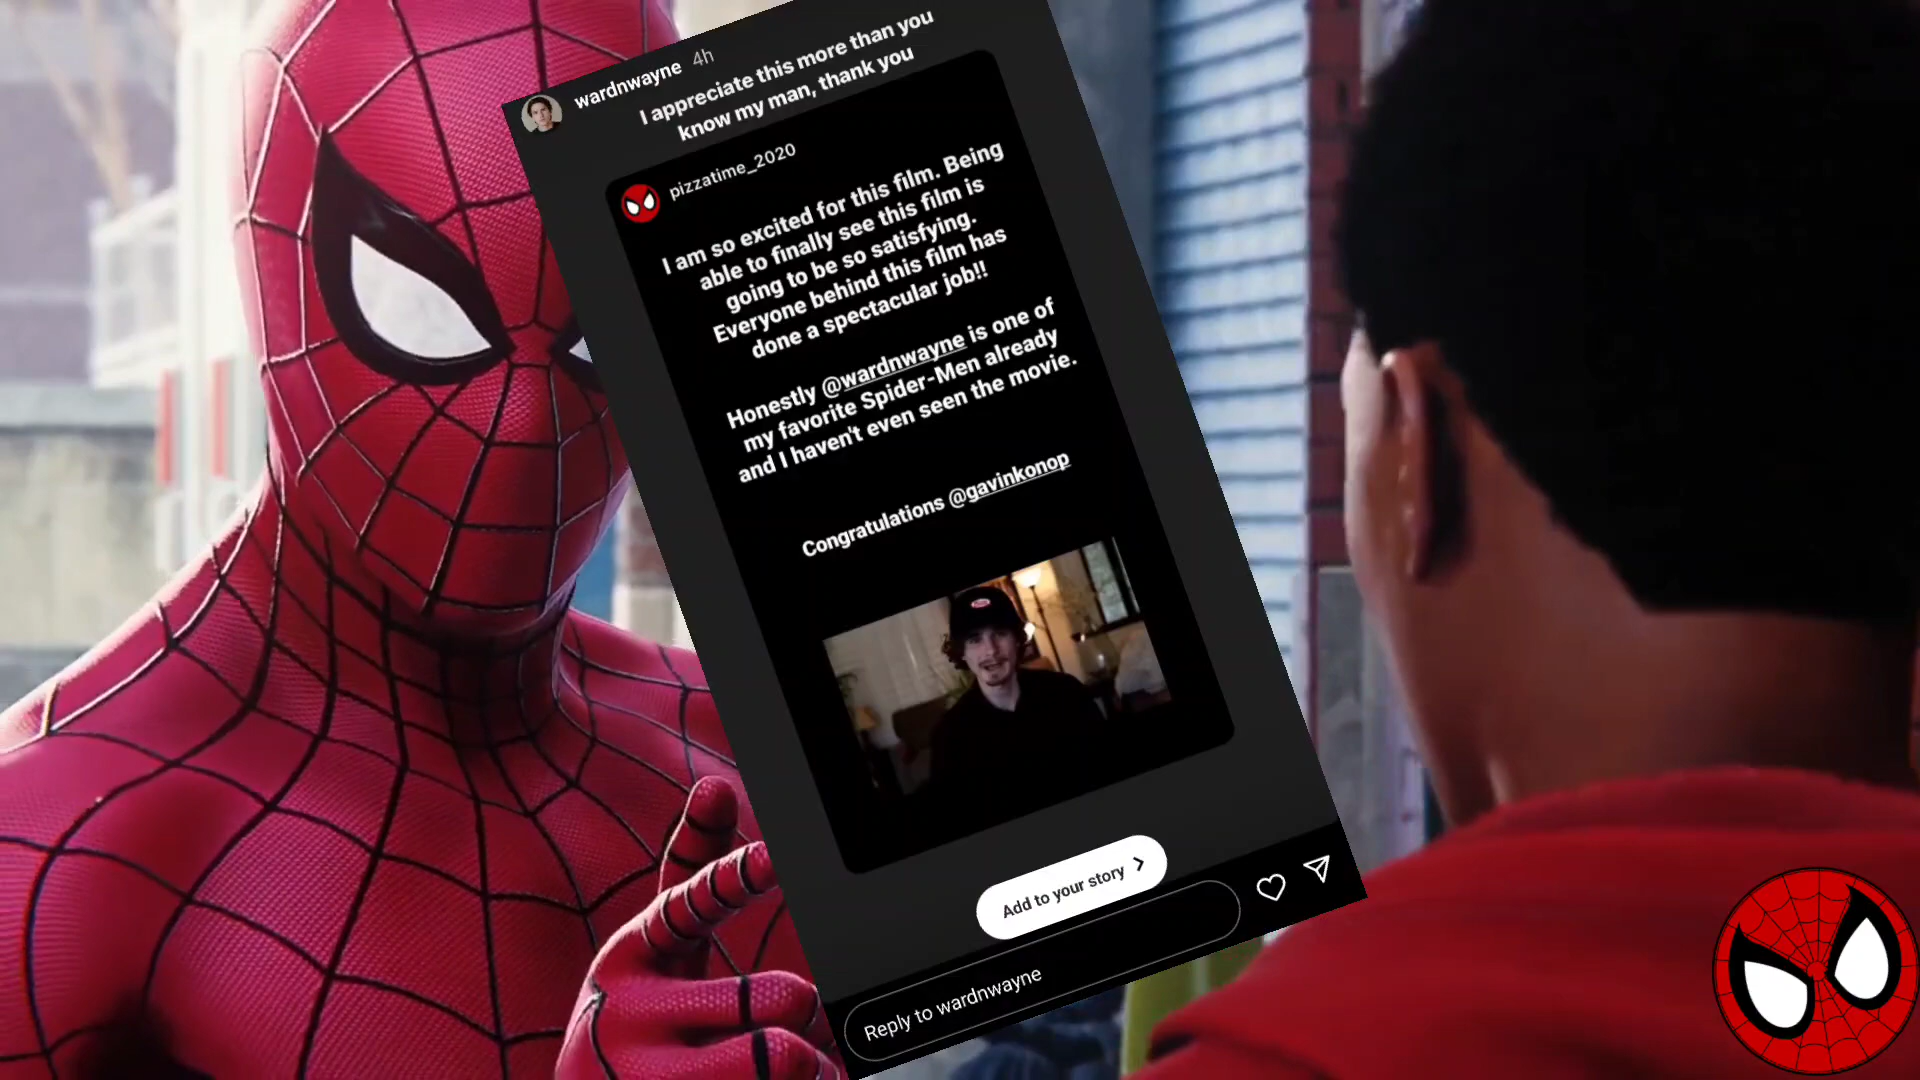 wardnwayne 4h
I appreciate this more than you
know my man, thank you
pizzatime_2020
I am so excited for this film. Being
able to finally see this film is
going to be so satisfying.
Everyone behind this film has
done a spectacular job!!
Honestly @wardnwayne is one of
my favorite Spider-Men already
and I haven't even seen the movie.
Congratulations @gavinkonop
Add to your story
Reply to wardnwayne